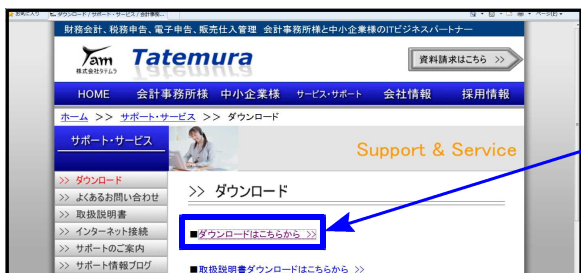 お気に入り
財務会計、税務申告、電子申告、販売仕入管理 会計事務所様と中小企業様のITビジネスパートナー
Tam
株式会社タテムラ
Tatemura
資料請求はこちら >>
HOME 会計事務所様 中小企業様 サービス・サポート 会社情報 採用情報
ホーム >> サポート・サービス >> ダウンロード
サポート・サービス
Support & Service
>> ダウンロード
>> よくあるお問い合わせ
>> 取扱説明書
>> インターネット接続
>> サポートのご案内
>> サポート情報ブログ
>> ダウンロード
■ダウンロードはこちらから >>
■取扱説明書ダウンロードはこちらから >>